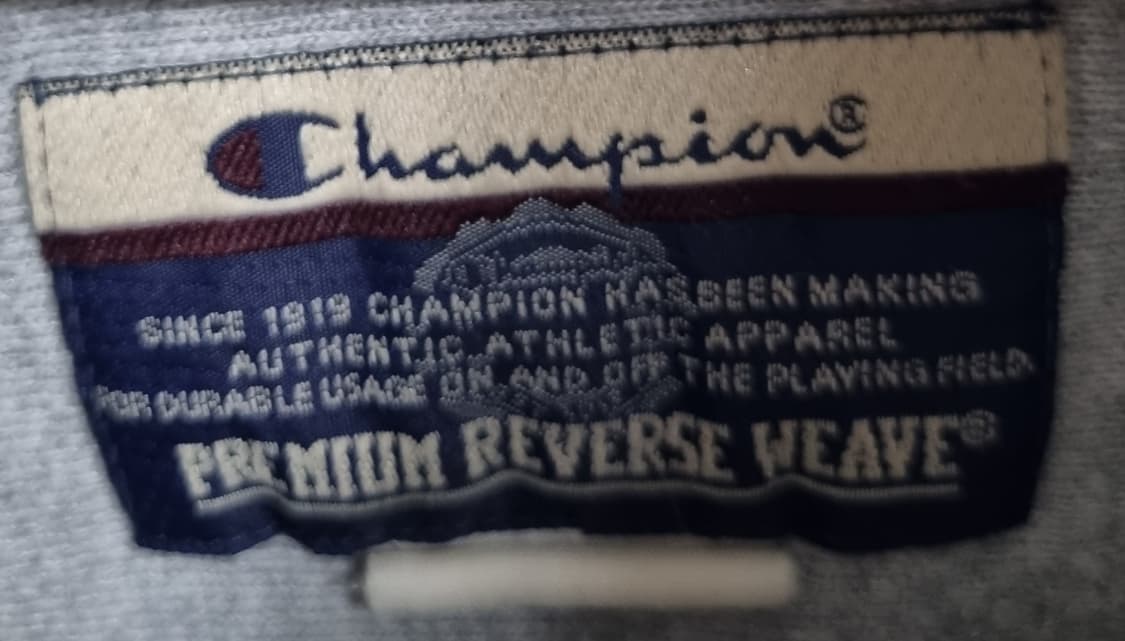 Champion®
SINCE 1919 CHAMPION HAS BEEN MAKING
AUTHENTIC ATHLETIC APPAREL
FOR DURABLE USAGE ON AND OFF THE PLAYING FIELD.
PREMIUM REVERSE WEAVE®